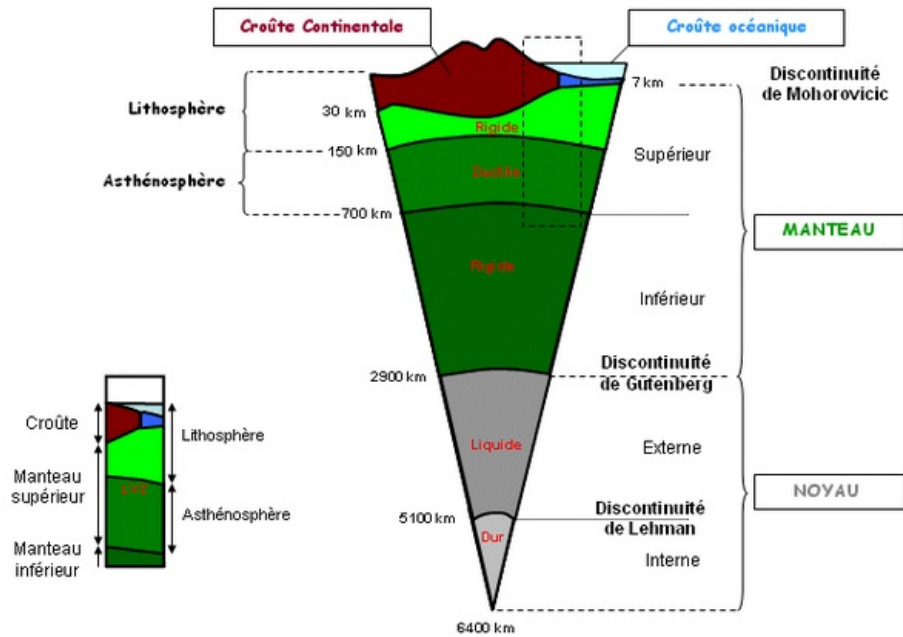 Croûte Continentale
Croûte océanique
Discontinuité
de Mohorovicic
7 km
Lithosphère
30 km
Rigide
150 km
Supérieur
Asthénosphère
Ductile
700 km
MANTEAU
Rigide
Inférieur
2900 km
Discontinuité
de Gutenberg
Croûte
Lithosphère
Liquide
Externe
Manteau
supérieur
NOYAU
Asthénosphère
5100 km
Discontinuité
de Lehman
Dur
Manteau
inférieur
Interne
6400 km